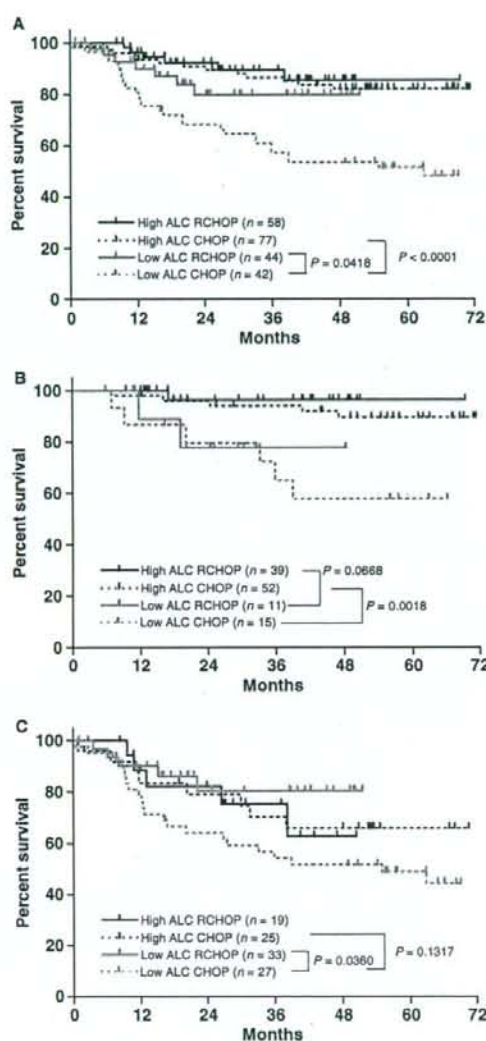 A
Percent survival
100
80
60
40
20
0
High ALC RCHOP (n = 58)
High ALC CHOP (n = 77)
Low ALC RCHOP (n = 44)
Low ALC CHOP (n = 42)
P = 0.0418
P < 0.0001
0 12 24 36 48 60 72
Months
B
Percent survival
100
80
60
40
20
0
High ALC RCHOP (n = 39)
High ALC CHOP (n = 52)
Low ALC RCHOP (n = 11)
Low ALC CHOP (n = 15)
P = 0.0668
P = 0.0018
0 12 24 36 48 60 72
Months
C
Percent survival
100
80
60
40
20
0
High ALC RCHOP (n = 19)
High ALC CHOP (n = 25)
Low ALC RCHOP (n = 33)
Low ALC CHOP (n = 27)
P = 0.0360
P = 0.1317
0 12 24 36 48 60 72
Months